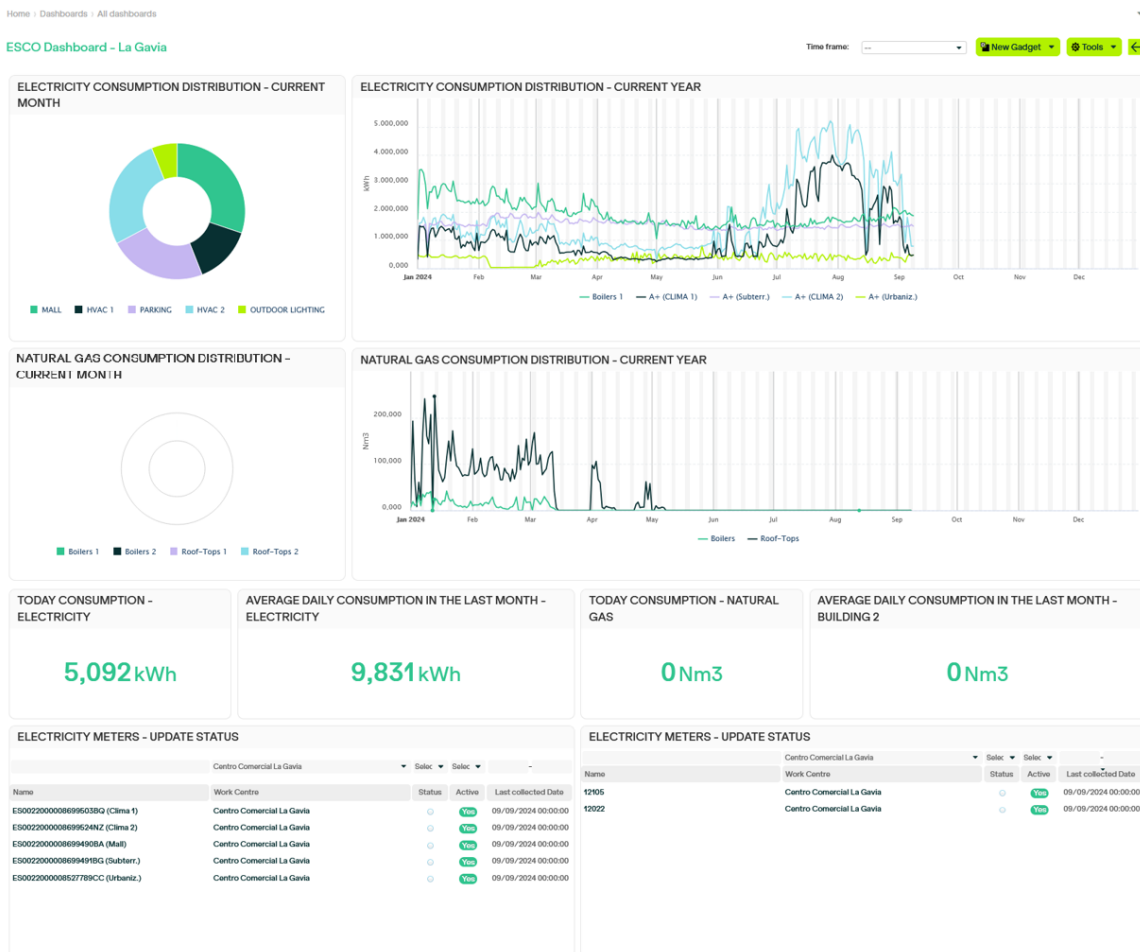 Home › Dashboards › All dashboards
ESCO Dashboard - La Gavia
Time frame: --
New Gadget
Tools
ELECTRICITY CONSUMPTION DISTRIBUTION - CURRENT
MONTH
MALL HVAC 1 PARKING HVAC 2 OUTDOOR LIGHTING
ELECTRICITY CONSUMPTION DISTRIBUTION - CURRENT YEAR
kWh
5.000,000
4.000,000
3.000,000
2.000,000
1.000,000
0,000
Jan 2024 Feb Mar Apr May Jun Jul Aug Sep Oct Nov Dec
Boilers 1 A+ (CLIMA 1) A+ (Subterr.) A+ (CLIMA 2) A+ (Urbaniz.)
NATURAL GAS CONSUMPTION DISTRIBUTION -
CURRENT MONTH
Boilers 1 Boilers 2 Roof-Tops 1 Roof-Tops 2
NATURAL GAS CONSUMPTION DISTRIBUTION - CURRENT YEAR
Nm3
200,000
100,000
0,000
Jan 2024 Feb Mar Apr May Jun Jul Aug Sep Oct Nov Dec
Boilers Roof-Tops
TODAY CONSUMPTION -
ELECTRICITY
5,092 kWh
AVERAGE DAILY CONSUMPTION IN THE LAST MONTH -
ELECTRICITY
9,831 kWh
TODAY CONSUMPTION - NATURAL
GAS
0 Nm3
AVERAGE DAILY CONSUMPTION IN THE LAST MONTH -
BUILDING 2
0 Nm3
ELECTRICITY METERS - UPDATE STATUS
Centro Comercial La Gavia Selec Selec -
Name Work Centre Status Active Last collected Date
ES0022000008699503BQ (Clima 1) Centro Comercial La Gavia Yes 09/09/2024 00:00:00
ES0022000008699524NZ (Clima 2) Centro Comercial La Gavia Yes 09/09/2024 00:00:00
ES0022000008699490BA (Mall) Centro Comercial La Gavia Yes 09/09/2024 00:00:00
ES0022000008699491BG (Subterr.) Centro Comercial La Gavia Yes 09/09/2024 00:00:00
ES0022000008527789CC (Urbaniz.) Centro Comercial La Gavia Yes 09/09/2024 00:00:00
ELECTRICITY METERS - UPDATE STATUS
Centro Comercial La Gavia Selec Selec -
Name Work Centre Status Active Last collected Date
12105 Centro Comercial La Gavia Yes 09/09/2024 00:00:00
12022 Centro Comercial La Gavia Yes 09/09/2024 00:00:00